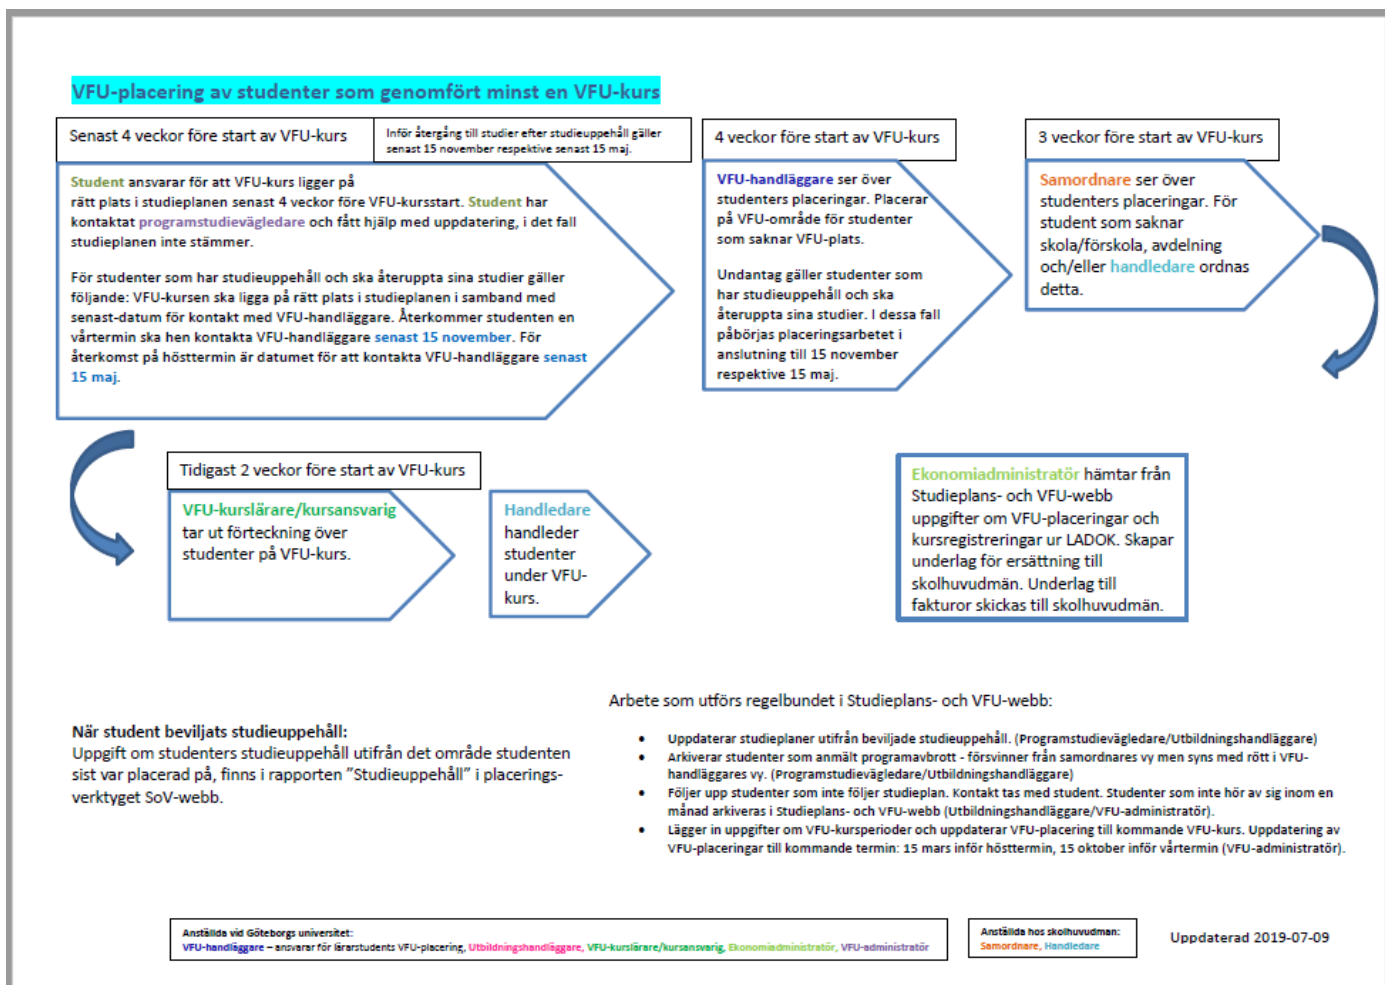 VFU-placering av studenter som genomfört minst en VFU-kurs
Senast 4 veckor före start av VFU-kurs
Inför återgång till studier efter studieuppehåll gäller
senast 15 november respektive senast 15 maj.
Student ansvarar för att VFU-kurs ligger på
rätt plats i studieplanen senast 4 veckor före VFU-kursstart. Student har
kontaktat programstudievägledare och fått hjälp med uppdatering, i det fall
studieplanen inte stämmer.
För studenter som har studieuppehåll och ska återuppta sina studier gäller
följande: VFU-kursen ska ligga på rätt plats i studieplanen i samband med
senast-datum för kontakt med VFU-handläggare. Återkommer studenten en
vårtermin ska hen kontakta VFU-handläggare senast 15 november. För
återkomst på hösttermin är datumet för att kontakta VFU-handläggare senast
15 maj.
4 veckor före start av VFU-kurs
VFU-handläggare ser över
studenters placeringar. Placerar
på VFU-område för studenter
som saknar VFU-plats.
Undantag gäller studenter som
har studieuppehåll och ska
återuppta sina studier. I dessa fall
påbörjas placeringsarbetet i
anslutning till 15 november
respektive 15 maj.
3 veckor före start av VFU-kurs
Samordnare ser över
studenters placeringar. För
student som saknar
skola/förskola, avdelning
och/eller handledare ordnas
detta.
Tidigast 2 veckor före start av VFU-kurs
VFU-kurslärare/kursansvarig
tar ut förteckning över
studenter på VFU-kurs.
Handledare
handleder
studenter
under VFU-
kurs.
Ekonomiadministratör hämtar från
Studieplans- och VFU-webb
uppgifter om VFU-placeringar och
kursregistreringar ur LADOK. Skapar
underlag för ersättning till
skolhuvudmän. Underlag till
fakturor skickas till skolhuvudmän.
När student beviljats studieuppehåll:
Uppgift om studenters studieuppehåll utifrån det område studenten
sist var placerad på, finns i rapporten ”Studieuppehåll” i placerings-
verktyget SoV-webb.
Arbete som utförs regelbundet i Studieplans- och VFU-webb:
• Uppdaterar studieplaner utifrån beviljade studieuppehåll. (Programstudievägledare/Utbildningshandläggare)
• Arkiverar studenter som anmält programavbrott - försvinner från samordnares vy men syns med rött i VFU-
handläggares vy. (Programstudievägledare/Utbildningshandläggare)
• Följer upp studenter som inte följer studieplan. Kontakt tas med student. Studenter som inte hör av sig inom en
månad arkiveras i Studieplans- och VFU-webb (Utbildningshandläggare/VFU-administratör).
• Lägger in uppgifter om VFU-kursperioder och uppdaterar VFU-placering till kommande VFU-kurs. Uppdatering av
VFU-placeringar till kommande termin: 15 mars inför hösttermin, 15 oktober inför vårtermin (VFU-administratör).
Anställda vid Göteborgs universitet:
VFU-handläggare – ansvarar för lärarstudents VFU-placering, Utbildningshandläggare, VFU-kurslärare/kursansvarig, Ekonomiadministratör, VFU-administratör
Anställda hos skolhuvudman:
Samordnare, Handledare
Uppdaterad 2019-07-09